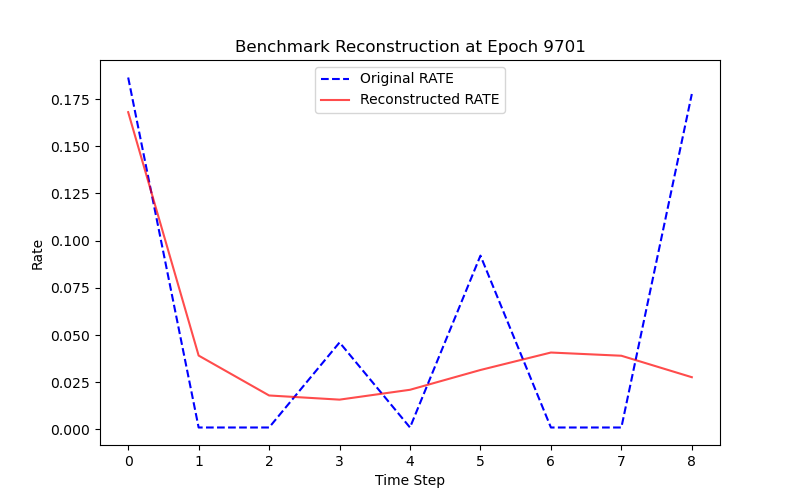 Benchmark Reconstruction at Epoch 9701
Original RATE
Reconstructed RATE
0.175
0.150
0.125
0.100
0.075
0.050
0.025
0.000
Rate
0 1 2 3 4 5 6 7 8
Time Step